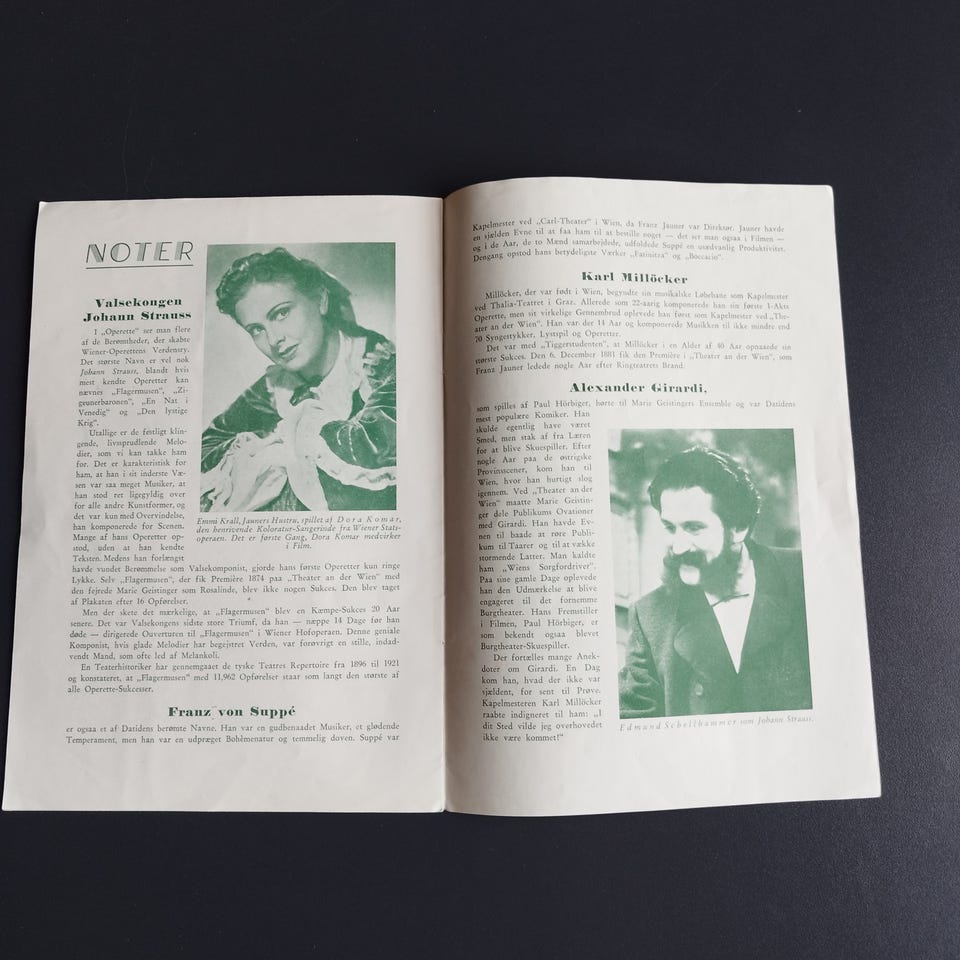 NOTER
Valsekongen
Johann Strauss
I „Operette" ser man flere
af de Berømtheder, der skabte
Wiener-Operettens Verdensry.
Det største Navn er vel nok
Johann Strauss, blandt hvis
mest kendte Operetter kan
nævnes „Flagermusen", „Zi-
geunerbaronen", „En Nat i
Venedig" og „Den lystige
Krig".
Utallige er de festligt klin-
gende, livsprudlende Melo-
dier, som vi kan takke ham
for. Det er karakteristisk for
ham, at han i sit inderste Væ-
sen var saa meget Musiker, at
han stod ret ligegyldig over
for alle andre Kunstformer, og
det var kun med Overvindelse,
han komponerede for Scenen.
Mange af hans Operetter op-
stod, uden at han kendte
Teksten. Medens han forlængst
havde vundet Berømmelse som Valsekomponist, gjorde hans første Operetter kun ringe
Lykke. Selv „Flagermusen", der fik Première 1874 paa „Theater an der Wien" med
den fejrede Marie Geistinger som Rosalinde, blev ikke nogen Sukces. Den blev taget
af Plakaten efter 16 Opførelser.
Men der skete det mærkelige, at „Flagermusen" blev en Kæmpe-Sukces 20 Aar
senere. Det var Valsekongens sidste store Triumf, da han — næppe 14 Dage før han
døde — dirigerede Ouverturen til „Flagermusen" i Wiener Hofoperaen. Denne geniale
Komponist, hvis glade Melodier har begejstret Verden, var forøvrigt en stille, indad-
vendt Mand, som ofte led af Melankoli.
En Teaterhistoriker har gennemgaaet de tyske Teatres Repertoire fra 1896 til 1921
og konstateret, at „Flagermusen" med 11,962 Opførelser staar som langt den største af
alle Operette-Sukcesser.
Emmi Krall, Jauners Hustru, spillet af Dora Komar,
den henrivende Koloratur-Sangerinde fra Wiener Stats-
operaen. Det er første Gang, Dora Komar medvirker
i Film.
Franz von Suppé
er ogsaa et af Datidens berømte Navne. Han var en gudbenaadet Musiker, et glødende
Temperament, men han var en udpræget Bohèmenatur og temmelig doven. Suppé var
Kapelmester ved „Carl-Theater" i Wien, da Franz Jauner var Direktør. Jauner havde
en sjælden Evne til at faa ham til at bestille noget — det ser man ogsaa i Filmen —
og i de Aar, de to Mænd samarbejdede, udfoldede Suppé en usædvanlig Produktivitet.
Dengang opstod hans betydeligste Værker „Fatinitza" og „Boccacio".
Karl Millöcker
Millöcker, der var født i Wien, begyndte sin musikalske Løbebane som Kapelmester
ved Thalia-Teatret i Graz. Allerede som 22-aarig komponerede han sin første 1-Akts
Operette, men sit virkelige Gennembrud oplevede han først som Kapelmester ved „The-
ater an der Wien". Han var der 14 Aar og komponerede Musikken til ikke mindre end
70 Syngestykker, Lystspil og Operetter.
Det var med „Tiggerstudenten", at Millöcker i en Alder af 40 Aar opnaaede sin
største Sukces. Den 6. December 1881 fik den Première i „Theater an der Wien", som
Franz Jauner ledede nogle Aar efter Ringteatrets Brand.
Alexander Girardi,
som spilles af Paul Hörbiger, hørte til Marie Geistingers Ensemble og var Datidens
mest populære Komiker. Han
skulde egentlig have været
Smed, men stak af fra Læren
for at blive Skuespiller. Efter
nogle Aar paa de østrigske
Provinsscener, kom han til
Wien, hvor han hurtigt slog
igennem. Ved „Theater an der
Wien" maatte Marie Geistin-
ger dele Publikums Ovationer
med Girardi. Han havde Ev-
nen til baade at røre Publi-
kum til Taarer og til at vække
stormende Latter. Man kaldte
ham „Wiens Sorgfordriver".
Paa sine gamle Dage oplevede
han den Udmærkelse at blive
engageret til det fornemme
Burgtheater. Hans Fremstiller
i Filmen, Paul Hörbiger, er
som bekendt ogsaa blevet
Burgtheater-Skuespiller.
Der fortælles mange Anek-
doter om Girardi. En Dag
kom han, hvad der ikke var
sjældent, for sent til Prøve.
Kapelmesteren Karl Millöcker
raabte indigneret til ham: „I
dit Sted vilde jeg overhovedet
ikke være kommet!"
Edmund Schellhammer som Johann Strauss.